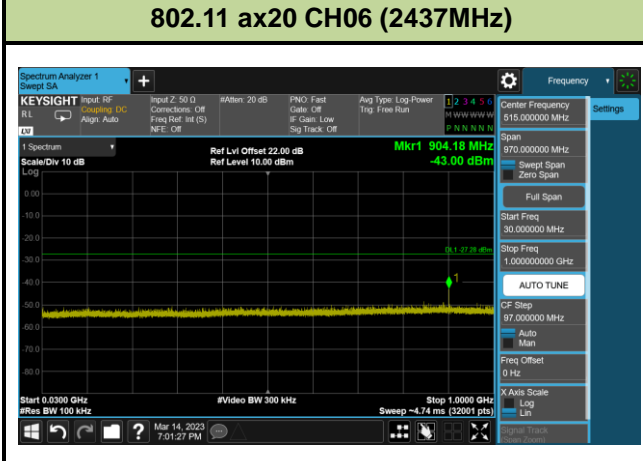 802.11 ax20 CH06 (2437MHz)
Spectrum Analyzer 1
Swept SA
+
Frequency
KEYSIGHT
RL
LXI
Input: RF
Coupling: DC
Align: Auto
Input Z: 50 Ω
Corrections: Off
Freq Ref: Int (S)
NFE: Off
#Atten: 20 dB
PNO: Fast
Gate: Off
IF Gain: Low
Sig Track: Off
Avg Type: Log-Power
Trig: Free Run
1 2 3 4 5 6
M W W W W W
P N N N N N
Center Frequency
515.000000 MHz
Settings
1 Spectrum
Scale/Div 10 dB
Log
Ref Lvl Offset 22.00 dB
Ref Level 10.00 dBm
Mkr1 904.18 MHz
-43.00 dBm
Span
970.000000 MHz
Swept Span
Zero Span
Full Span
Start Freq
30.000000 MHz
Stop Freq
1.000000000 GHz
AUTO TUNE
CF Step
97.000000 MHz
Auto
Man
Freq Offset
0 Hz
X Axis Scale
Log
Lin
Signal Track
(Span Zoom)
0.00
-10.0
-20.0
DL1 -27.28 dBm
-30.0
-40.0
1
-50.0
-60.0
-70.0
-80.0
Start 0.0300 GHz
#Res BW 100 kHz
#Video BW 300 kHz
Stop 1.0000 GHz
Sweep ~4.74 ms (32001 pts)
?
Mar 14, 2023
7:01:27 PM